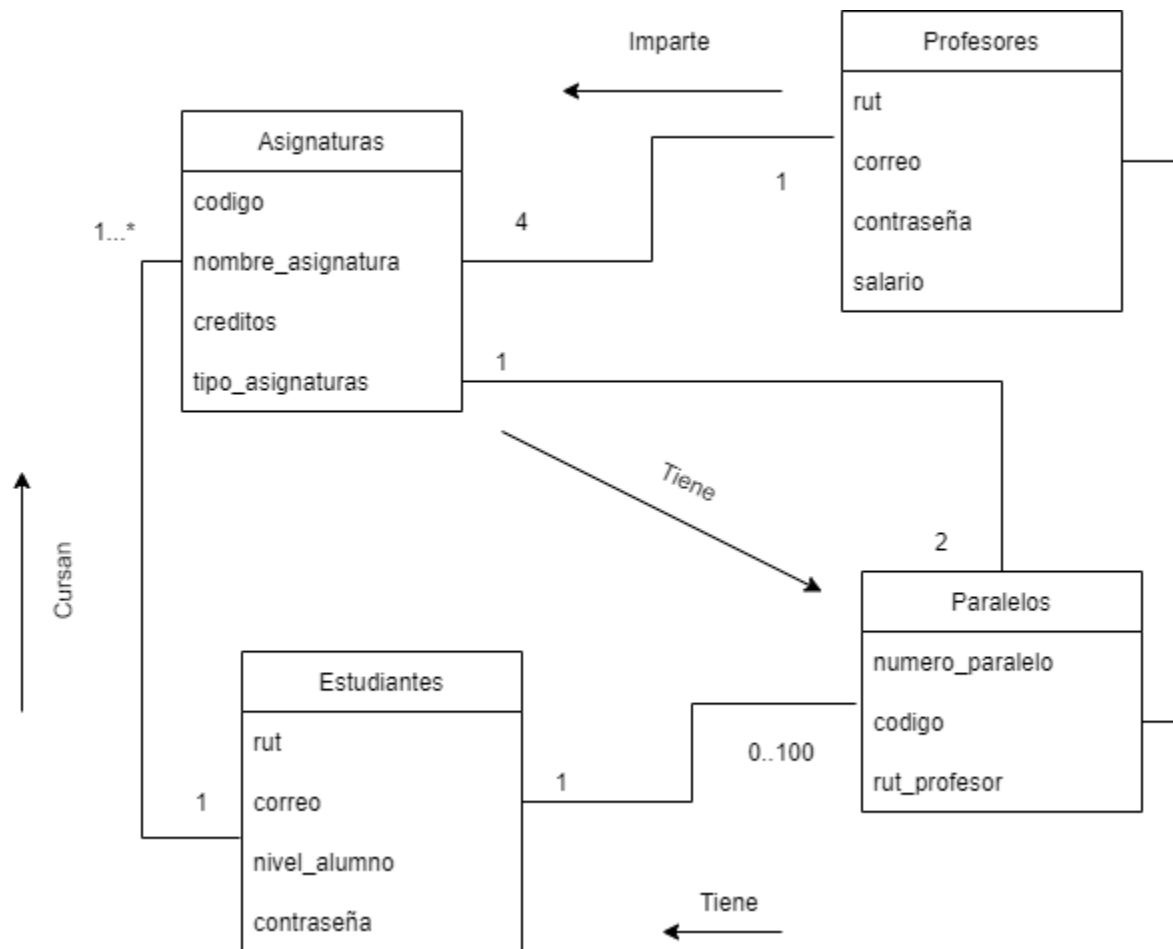 Imparte
Profesores
rut
correo
contraseña
salario
1
Asignaturas
codigo
nombre_asignatura
creditos
tipo_asignaturas
1...*
4
1
Tiene
2
Cursan
Paralelos
numero_paralelo
codigo
rut_profesor
Estudiantes
rut
correo
nivel_alumno
contraseña
1
1
0..100
Tiene